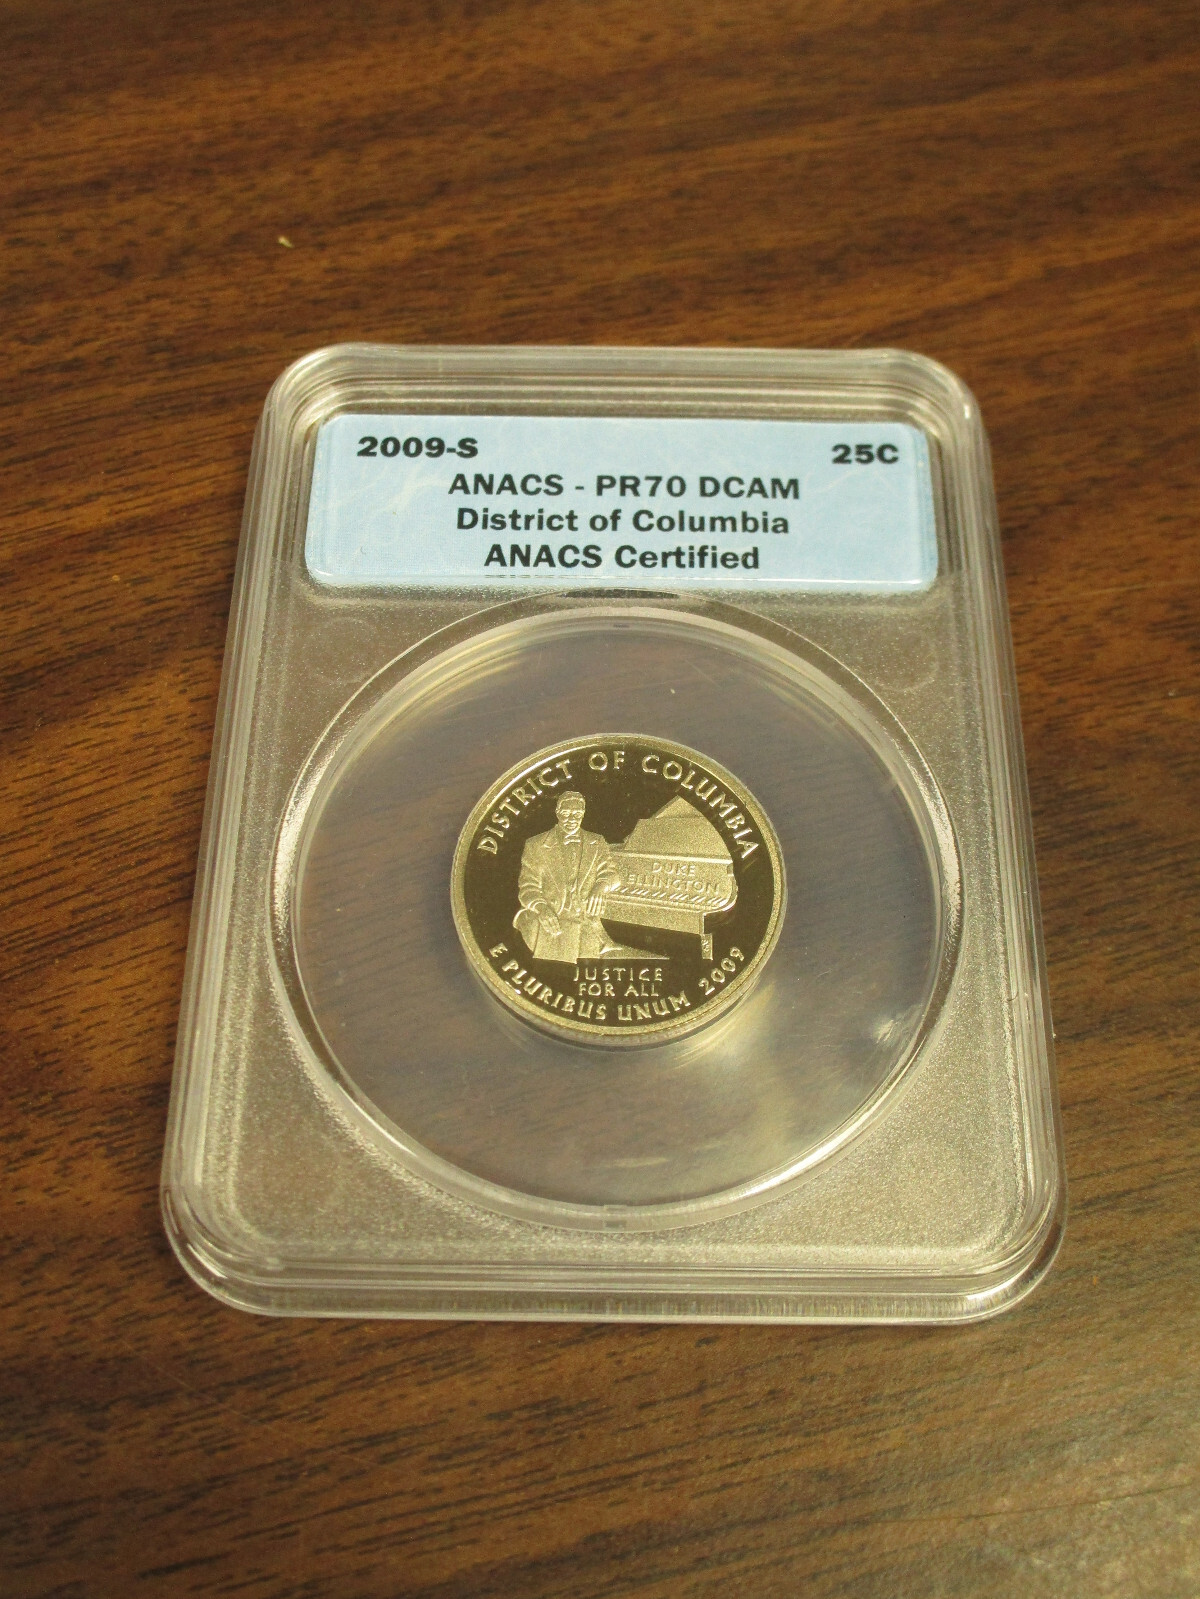 2009-S 25C
ANACS - PR70 DCAM
District of Columbia
ANACS Certified
DISTRICT OF COLUMBIA
DUKE
ELLINGTON
JUSTICE
FOR ALL
E PLURIBUS UNUM 2009